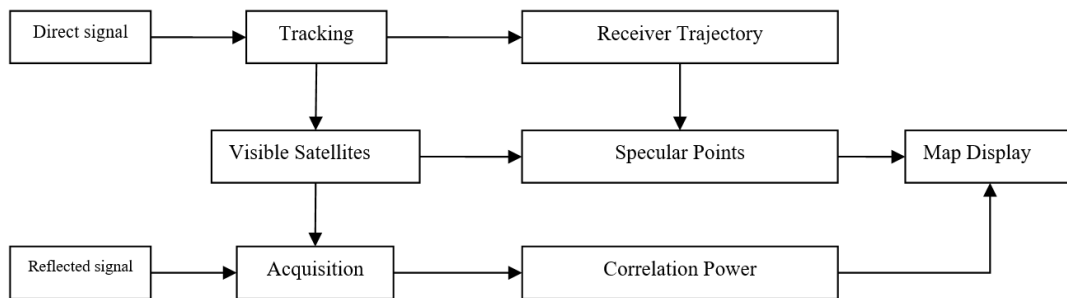 Direct signal
Tracking
Receiver Trajectory
Visible Satellites
Specular Points
Map Display
Reflected signal
Acquisition
Correlation Power